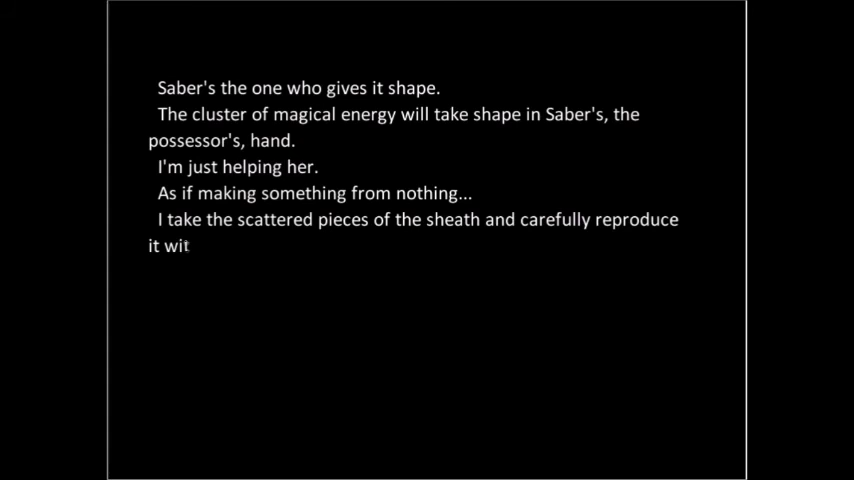 Saber's the one who gives it shape.
The cluster of magical energy will take shape in Saber's, the
possessor's, hand.
I'm just helping her.
As if making something from nothing...
I take the scattered pieces of the sheath and carefully reproduce
it wit